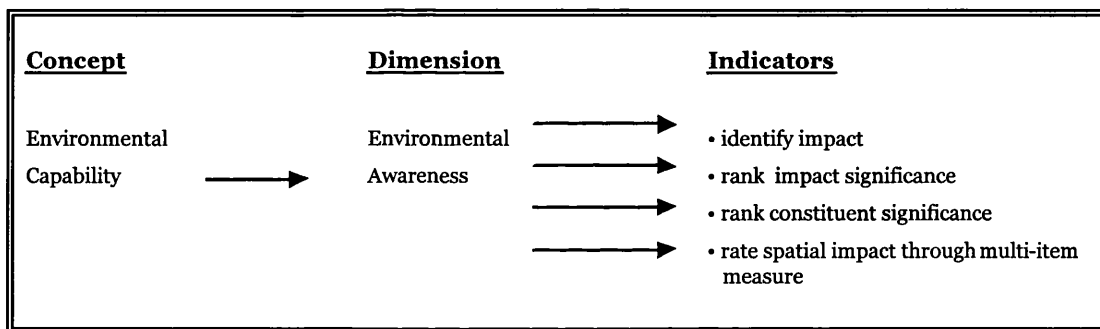 Concept Dimension Indicators
Environmental Environmental • identify impact
Capability Awareness • rank impact significance
• rank constituent significance
• rate spatial impact through multi-item
measure